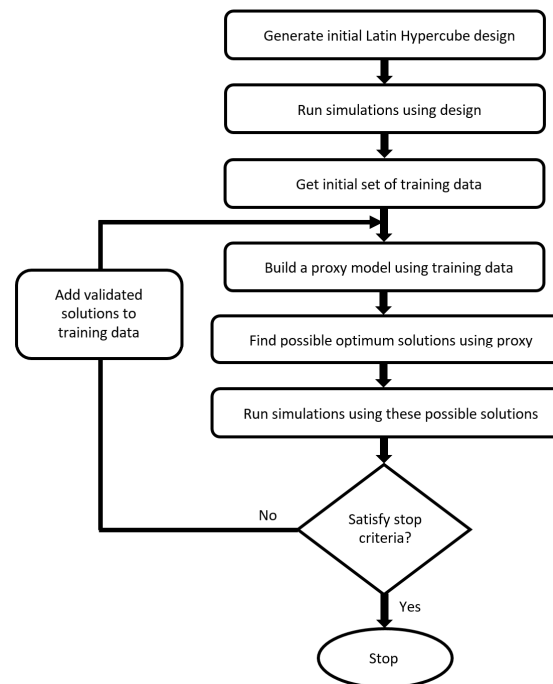 Generate initial Latin Hypercube design
Run simulations using design
Get initial set of training data
Build a proxy model using training data
Add validated
solutions to
training data
Find possible optimum solutions using proxy
Run simulations using these possible solutions
No
Satisfy stop
criteria?
Yes
Stop